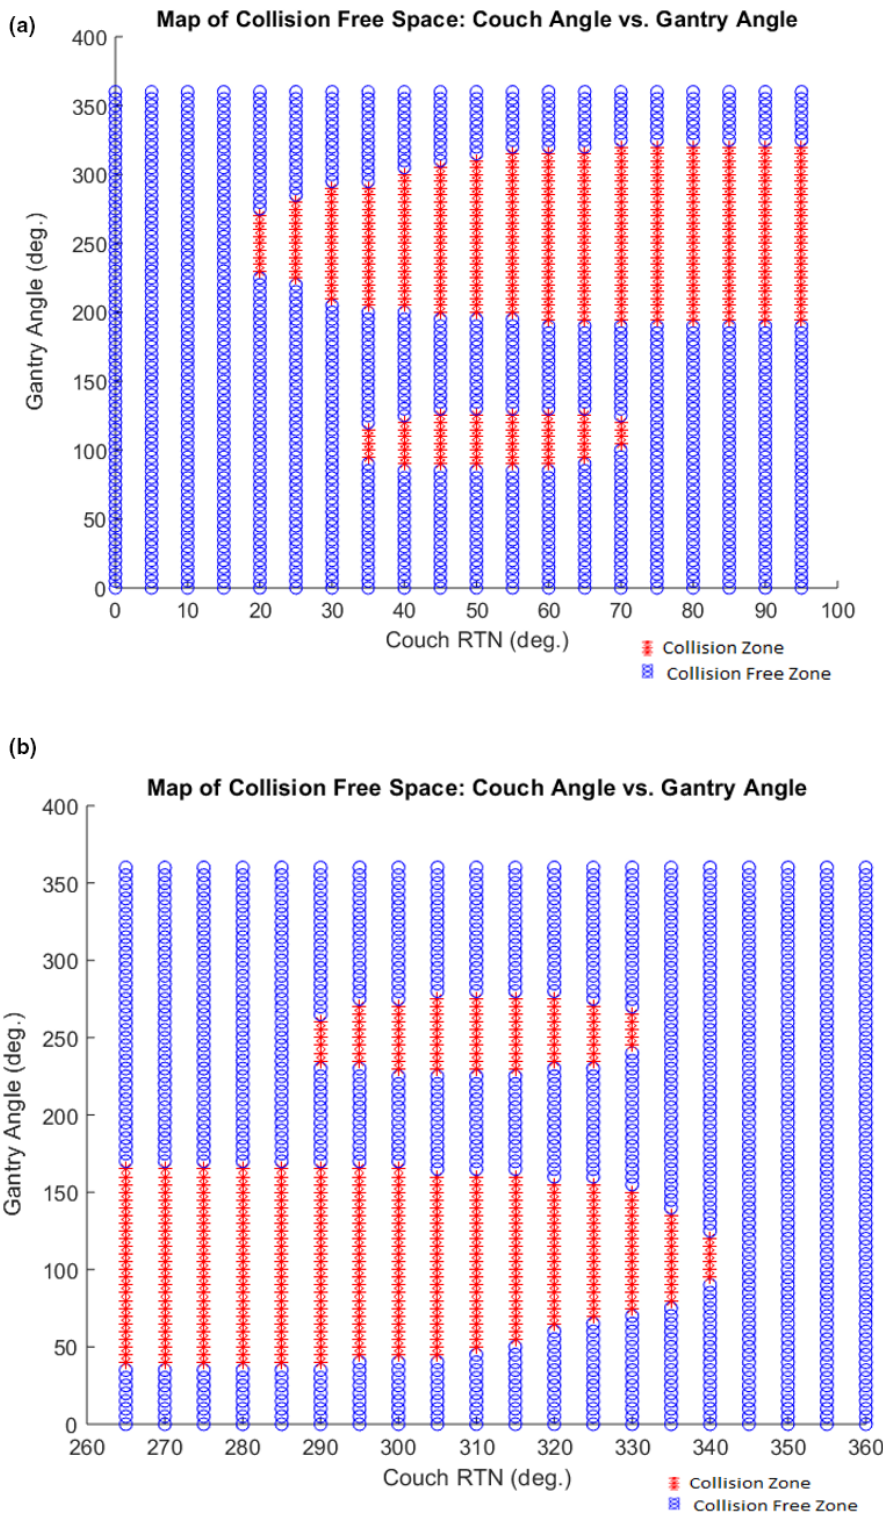 (a)
Map of Collision Free Space: Couch Angle vs. Gantry Angle
400
350
300
250
200
150
100
50
0
Gantry Angle (deg.)
0 10 20 30 40 50 60 70 80 90 100
Couch RTN (deg.)
Collision Zone
Collision Free Zone
(b)
Map of Collision Free Space: Couch Angle vs. Gantry Angle
400
350
300
250
200
150
100
50
0
Gantry Angle (deg.)
260 270 280 290 300 310 320 330 340 350 360
Couch RTN (deg.)
Collision Zone
Collision Free Zone